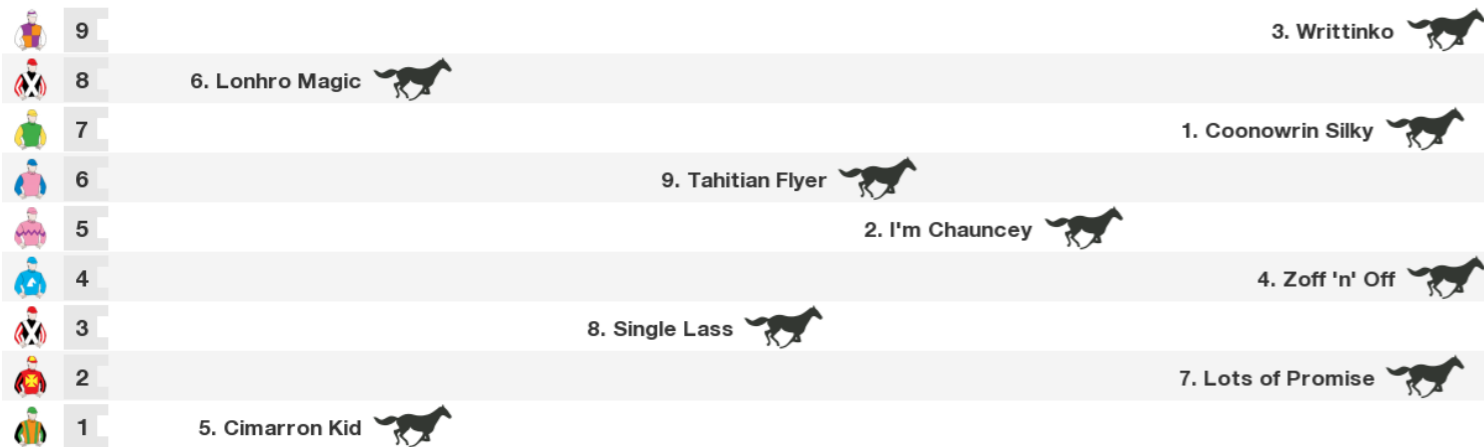 9 3. Writtinko
8 6. Lonhro Magic
7 1. Coonowrin Silky
6 9. Tahitian Flyer
5 2. I'm Chauncey
4 4. Zoff 'n' Off
3 8. Single Lass
2 7. Lots of Promise
1 5. Cimarron Kid